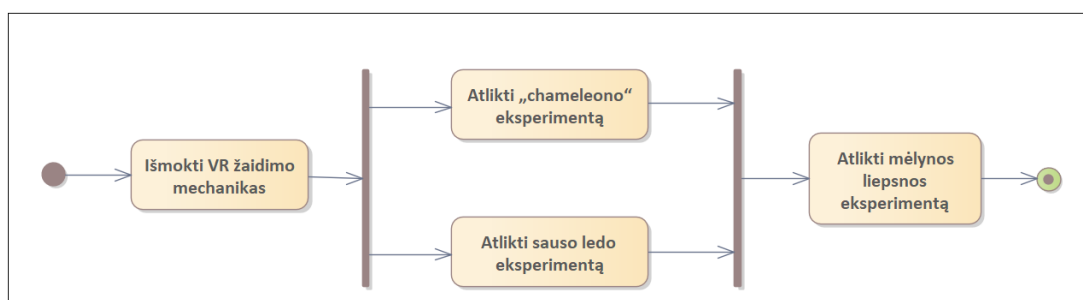 Išmokti VR žaidimo
mechanikas
Atlikti „chameleono“
eksperimentą
Atlikti sauso ledo
eksperimentą
Atlikti mėlynos
liepsnos
eksperimentą